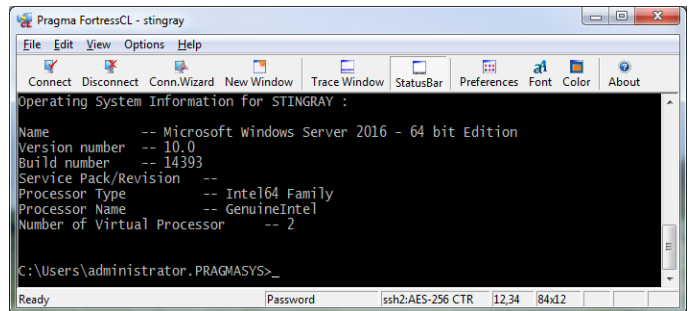 Pragma FortressCL - stingray
File Edit View Options Help
Connect Disconnect Conn.Wizard New Window Trace Window StatusBar Preferences Font Color About
Operating System Information for STINGRAY :
Name -- Microsoft Windows Server 2016 - 64 bit Edition
Version number -- 10.0
Build number -- 14393
Service Pack/Revision --
Processor Type -- Intel64 Family
Processor Name -- GenuineIntel
Number of Virtual Processor -- 2
C:\Users\administrator.PRAGMASYS>_
Ready Password ssh2:AES-256 CTR 12,34 84x12